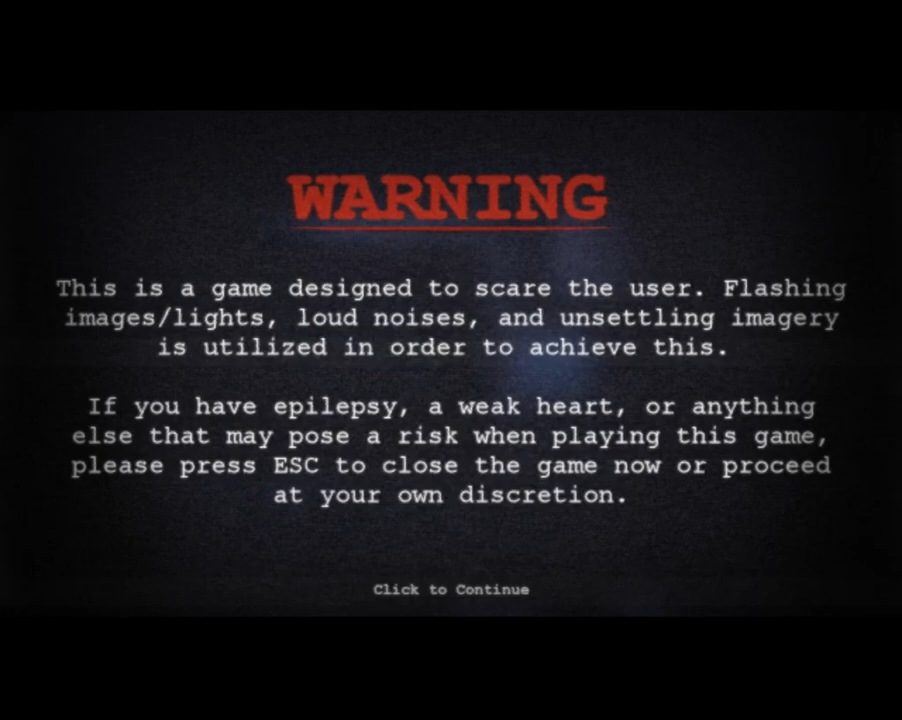 WARNING
This is a game designed to scare the user. Flashing
images/lights, loud noises, and unsettling imagery
is utilized in order to achieve this.
If you have epilepsy, a weak heart, or anything
else that may pose a risk when playing this game,
please press ESC to close the game now or proceed
at your own discretion.
Click to Continue